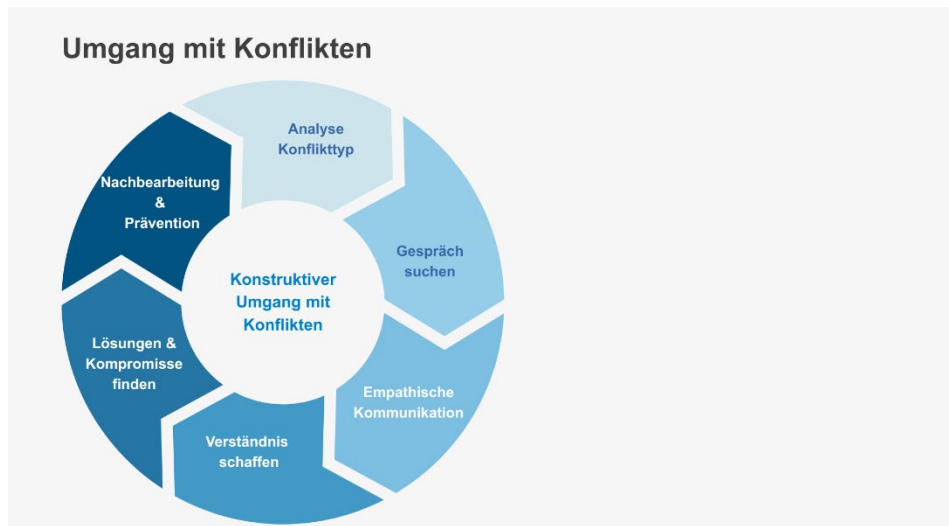 Umgang mit Konflikten
Analyse
Konflikttyp
Gespräch
suchen
Empathische
Kommunikation
Verständnis
schaffen
Lösungen &
Kompromisse
finden
Nachbearbeitung
&
Prävention
Konstruktiver
Umgang mit
Konflikten